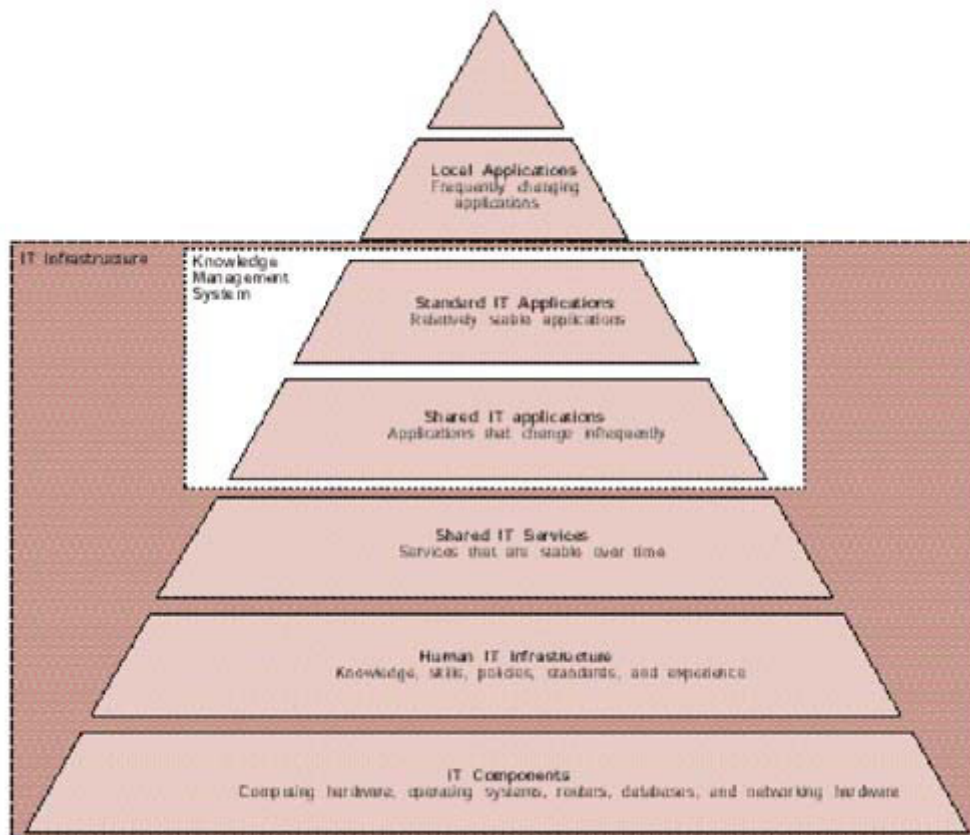 Local Applications
Frequently changing
applications
IT Infrastructure
Knowledge
Management
System
Standard IT Applications
Relatively stable applications
Shared IT applications
Applications that change infrequently
Shared IT Services
Services that are stable over time
Human IT Infrastructure
Knowledge, skills, policies, standards, and experience
IT Components
Computing hardware, operating systems, routers, databases, and networking hardware